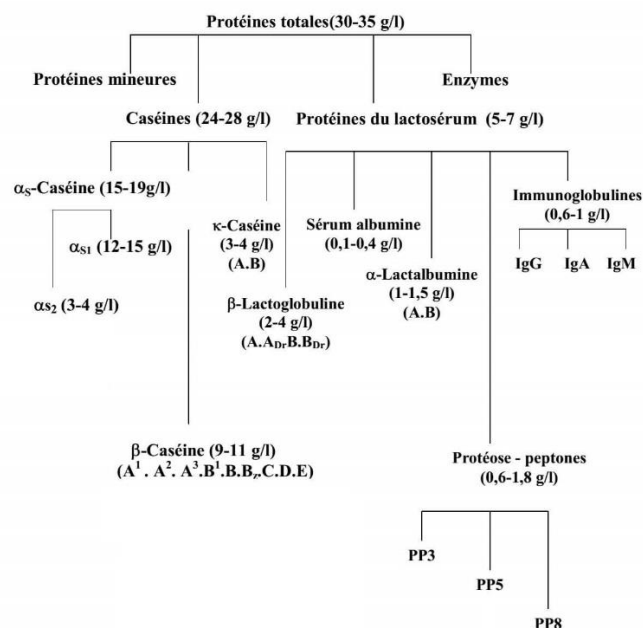 Protéines totales(30-35 g/l)
Protéines mineures
Enzymes
Caséines (24-28 g/l)
Protéines du lactosérum (5-7 g/l)
αS-Caséine (15-19g/l)
κ-Caséine
(3-4 g/l)
(A.B)
Sérum albumine
(0,1-0,4 g/l)
Immunoglobulines
(0,6-1 g/l)
αS1 (12-15 g/l)
IgG IgA IgM
α-Lactalbumine
(1-1,5 g/l)
(A.B)
αs2 (3-4 g/l)
β-Lactoglobuline
(2-4 g/l)
(A.ADrB.BDr)
β-Caséine (9-11 g/l)
(A¹ . A². A³.B¹.B.Bz.C.D.E)
Protéose - peptones
(0,6-1,8 g/l)
PP3
PP5
PP8